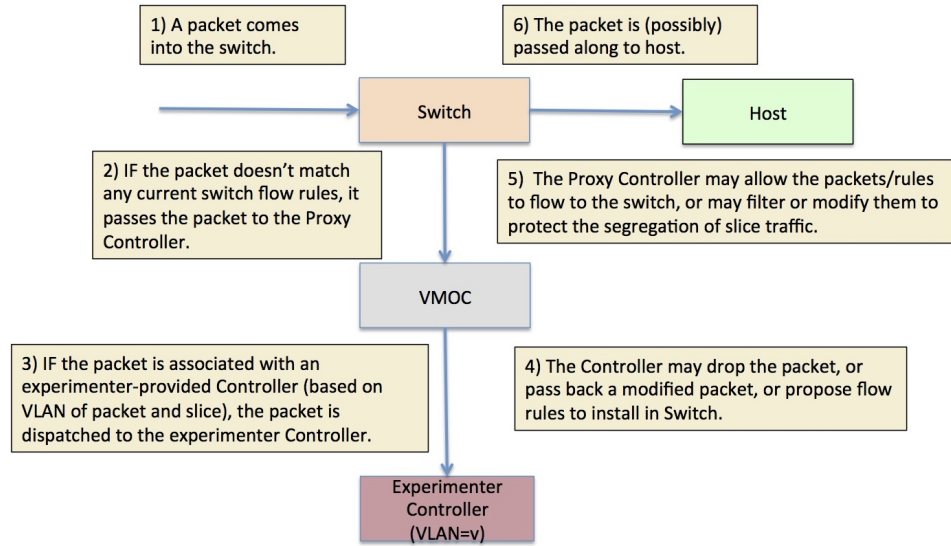 1) A packet comes
into the switch.
6) The packet is (possibly)
passed along to host.
Switch
Host
2) IF the packet doesn’t match
any current switch flow rules, it
passes the packet to the Proxy
Controller.
5) The Proxy Controller may allow the packets/rules
to flow to the switch, or may filter or modify them to
protect the segregation of slice traffic.
VMOC
3) IF the packet is associated with an
experimenter-provided Controller (based on
VLAN of packet and slice), the packet is
dispatched to the experimenter Controller.
4) The Controller may drop the packet, or
pass back a modified packet, or propose flow
rules to install in Switch.
Experimenter
Controller
(VLAN=v)